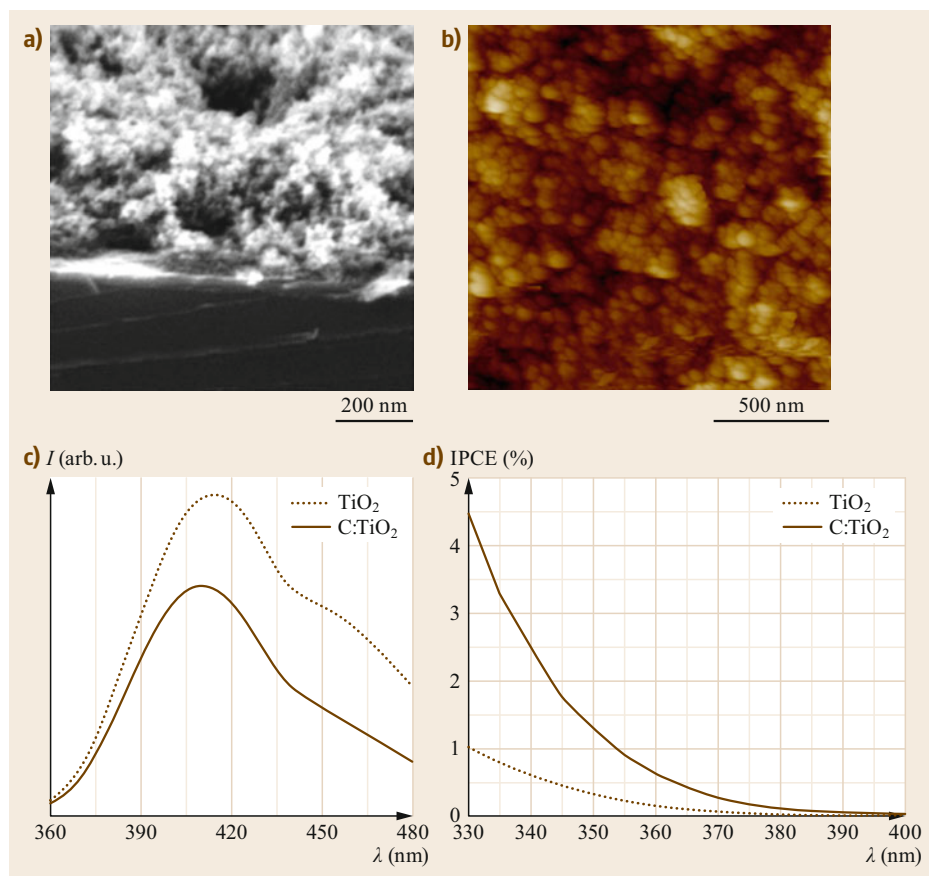 a)
b)
200 nm
500 nm
c) I (arb. u.)
TiO₂
C:TiO₂
360 390 420 450 480
λ (nm)
d) IPCE (%)
5
4
3
2
1
0
TiO₂
C:TiO₂
330 340 350 360 370 380 390 400
λ (nm)